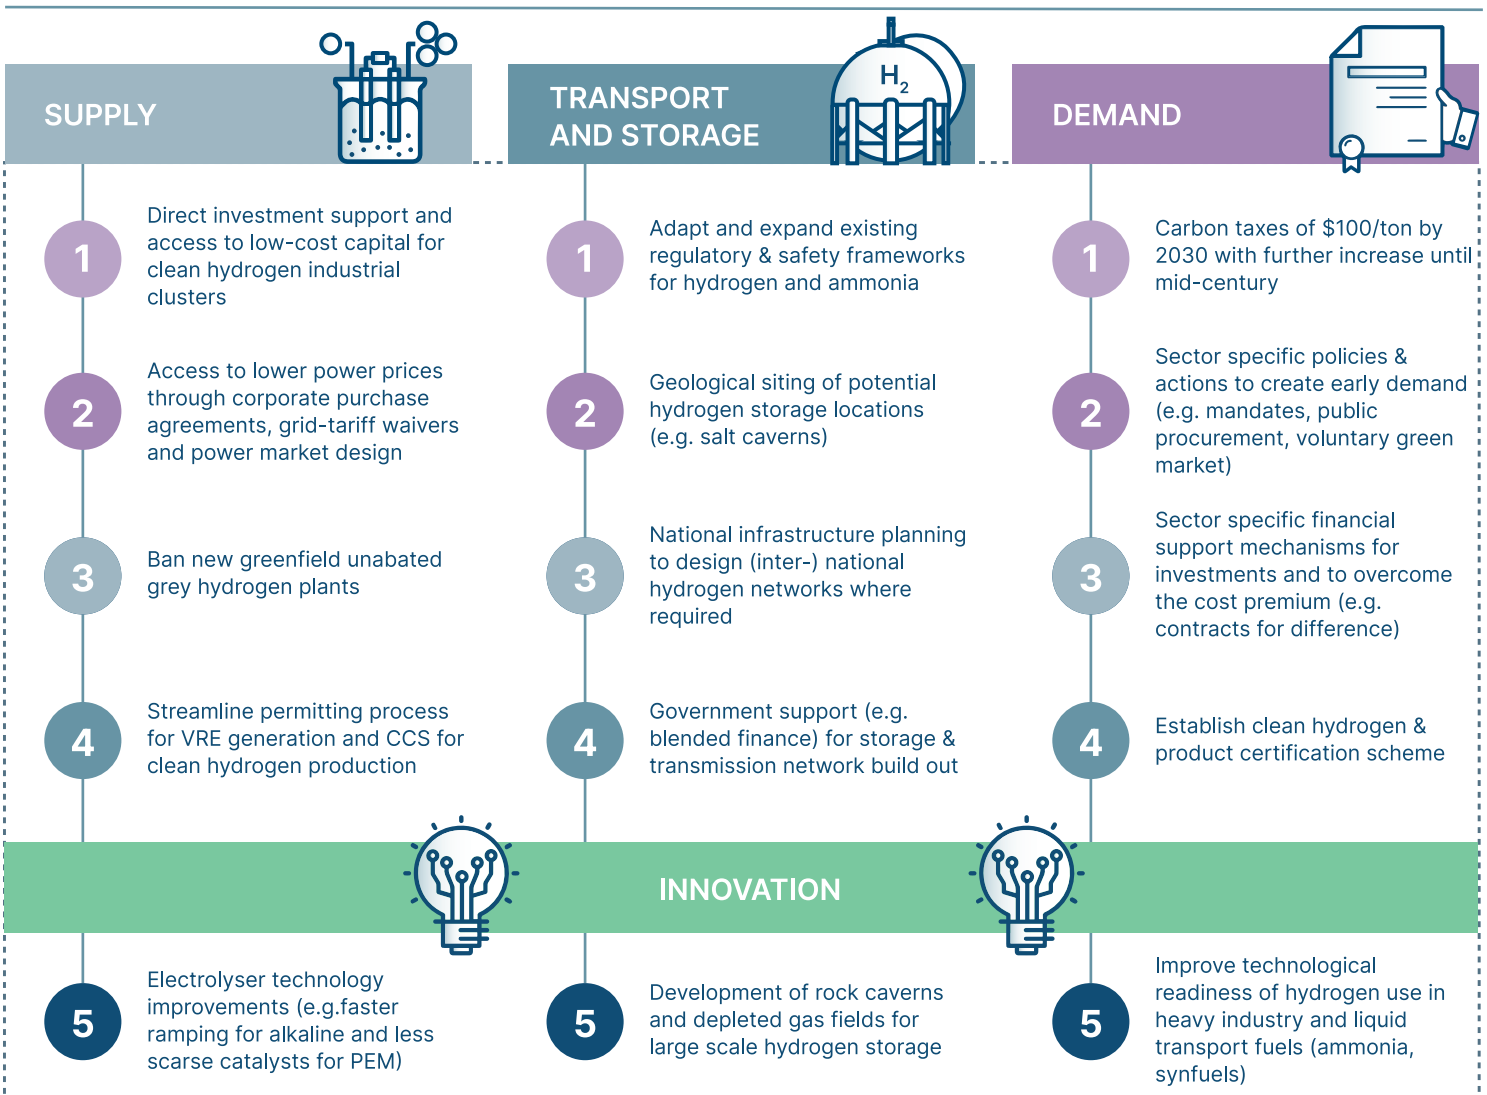 SUPPLY
1
Direct investment support and
access to low-cost capital for
clean hydrogen industrial
clusters
2
Access to lower power prices
through corporate purchase
agreements, grid-tariff waivers
and power market design
3
Ban new greenfield unabated
grey hydrogen plants
4
Streamline permitting process
for VRE generation and CCS for
clean hydrogen production
TRANSPORT
AND STORAGE
H2
1
Adapt and expand existing
regulatory & safety frameworks
for hydrogen and ammonia
2
Geological siting of potential
hydrogen storage locations
(e.g. salt caverns)
3
National infrastructure planning
to design (inter-) national
hydrogen networks where
required
4
Government support (e.g.
blended finance) for storage &
transmission network build out
DEMAND
1
Carbon taxes of $100/ton by
2030 with further increase until
mid-century
2
Sector specific policies &
actions to create early demand
(e.g. mandates, public
procurement, voluntary green
market)
3
Sector specific financial
support mechanisms for
investments and to overcome
the cost premium (e.g.
contracts for difference)
4
Establish clean hydrogen &
product certification scheme
INNOVATION
5
Electrolyser technology
improvements (e.g.faster
ramping for alkaline and less
scarse catalysts for PEM)
5
Development of rock caverns
and depleted gas fields for
large scale hydrogen storage
5
Improve technological
readiness of hydrogen use in
heavy industry and liquid
transport fuels (ammonia,
synfuels)